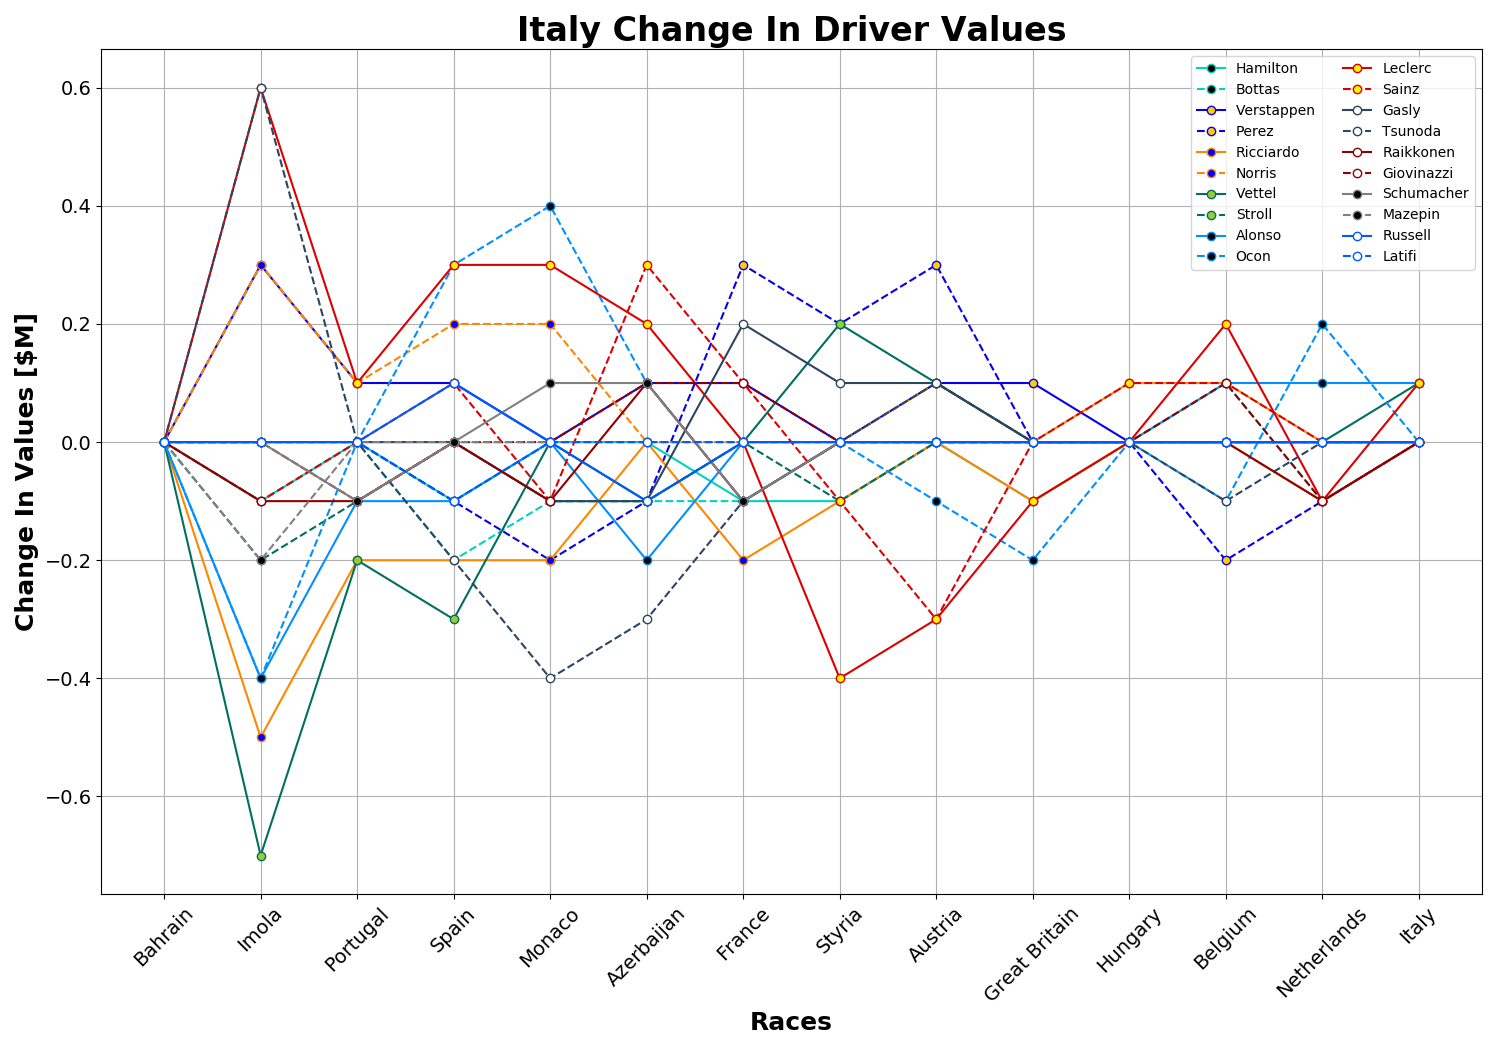 Italy Change In Driver Values
Hamilton
Bottas
Verstappen
Perez
Ricciardo
Norris
Vettel
Stroll
Alonso
Ocon
Leclerc
Sainz
Gasly
Tsunoda
Raikkonen
Giovinazzi
Schumacher
Mazepin
Russell
Latifi
Change In Values [$M]
0.6
0.4
0.2
0.0
−0.2
−0.4
−0.6
Bahrain
Imola
Portugal
Spain
Monaco
Azerbaijan
France
Styria
Austria
Great Britain
Hungary
Belgium
Netherlands
Italy
Races